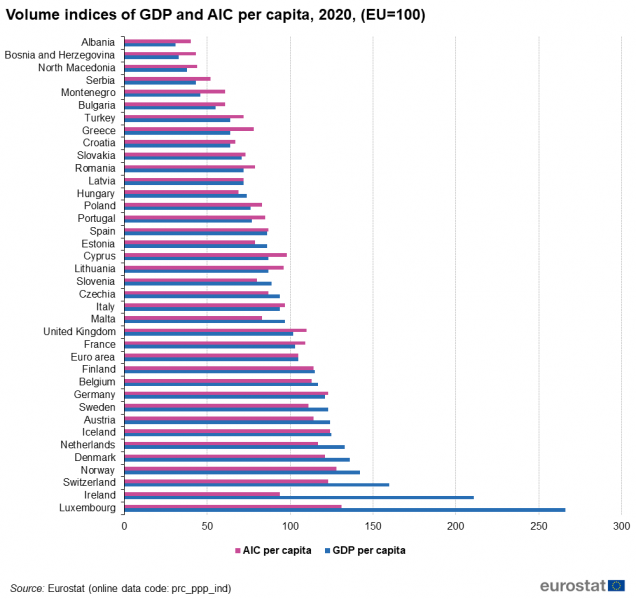 Volume indices of GDP and AIC per capita, 2020, (EU=100)
Albania
Bosnia and Herzegovina
North Macedonia
Serbia
Montenegro
Bulgaria
Turkey
Greece
Croatia
Slovakia
Romania
Latvia
Hungary
Poland
Portugal
Spain
Estonia
Cyprus
Lithuania
Slovenia
Czechia
Italy
Malta
United Kingdom
France
Euro area
Finland
Belgium
Germany
Sweden
Austria
Iceland
Netherlands
Denmark
Norway
Switzerland
Ireland
Luxembourg
0 50 100 150 200 250 300
AIC per capita GDP per capita
Source: Eurostat (online data code: prc_ppp_ind)
eurostat